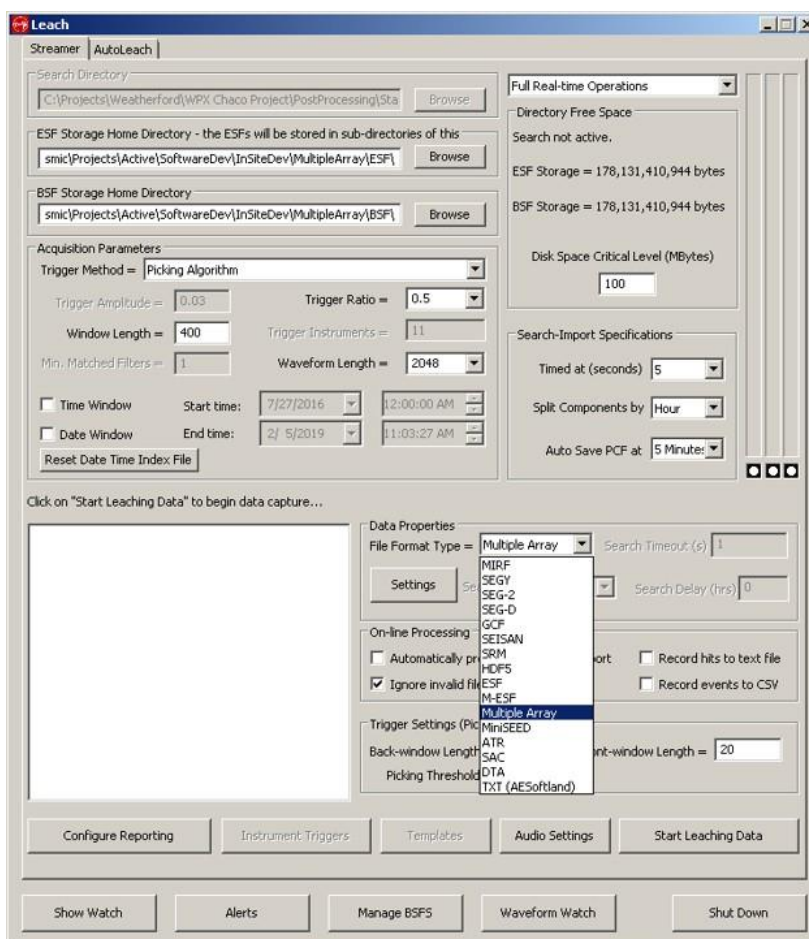 Leach
Streamer AutoLeach
Search Directory
C:\Projects\Weatherford\WPX Chaco Project\PostProcessing\Sta Browse
ESF Storage Home Directory - the ESFs will be stored in sub-directories of this
smic\Projects\Active\SoftwareDev\InSiteDev\MultipleArray\ESF\ Browse
BSF Storage Home Directory
smic\Projects\Active\SoftwareDev\InSiteDev\MultipleArray\BSF\ Browse
Full Real-time Operations
Directory Free Space
Search not active.
ESF Storage = 178,131,410,944 bytes
BSF Storage = 178,131,410,944 bytes
Disk Space Critical Level (MBytes)
100
Acquisition Parameters
Trigger Method = Picking Algorithm
Trigger Amplitude = 0.03 Trigger Ratio = 0.5
Window Length = 400 Trigger Instruments = 11
Min. Matched Filters = 1 Waveform Length = 2048
Time Window Start time: 7/27/2016 12:00:00 AM
Date Window End time: 2/ 5/2019 11:03:27 AM
Reset Date Time Index File
Search-Import Specifications
Timed at (seconds) 5
Split Components by Hour
Auto Save PCF at 5 Minute
Click on "Start Leaching Data" to begin data capture...
Data Properties
File Format Type = Multiple Array Search Timeout (s) 1
Settings Search Delay (hrs) 0
MIRF
SEGY
SEG-2
SEG-D
GCF
SEISAN
SRM
HDF5
ESF
M-ESF
Multiple Array
MiniSEED
ATR
SAC
DTA
TXT (AESoftland)
On-line Processing
Automatically Record hits to text file
Ignore invalid Record events to CSV
Trigger Settings
Back-window Length nt-window Length = 20
Picking Threshold
Configure Reporting Instrument Triggers Templates Audio Settings Start Leaching Data
Show Watch Alerts Manage BSFS Waveform Watch Shut Down